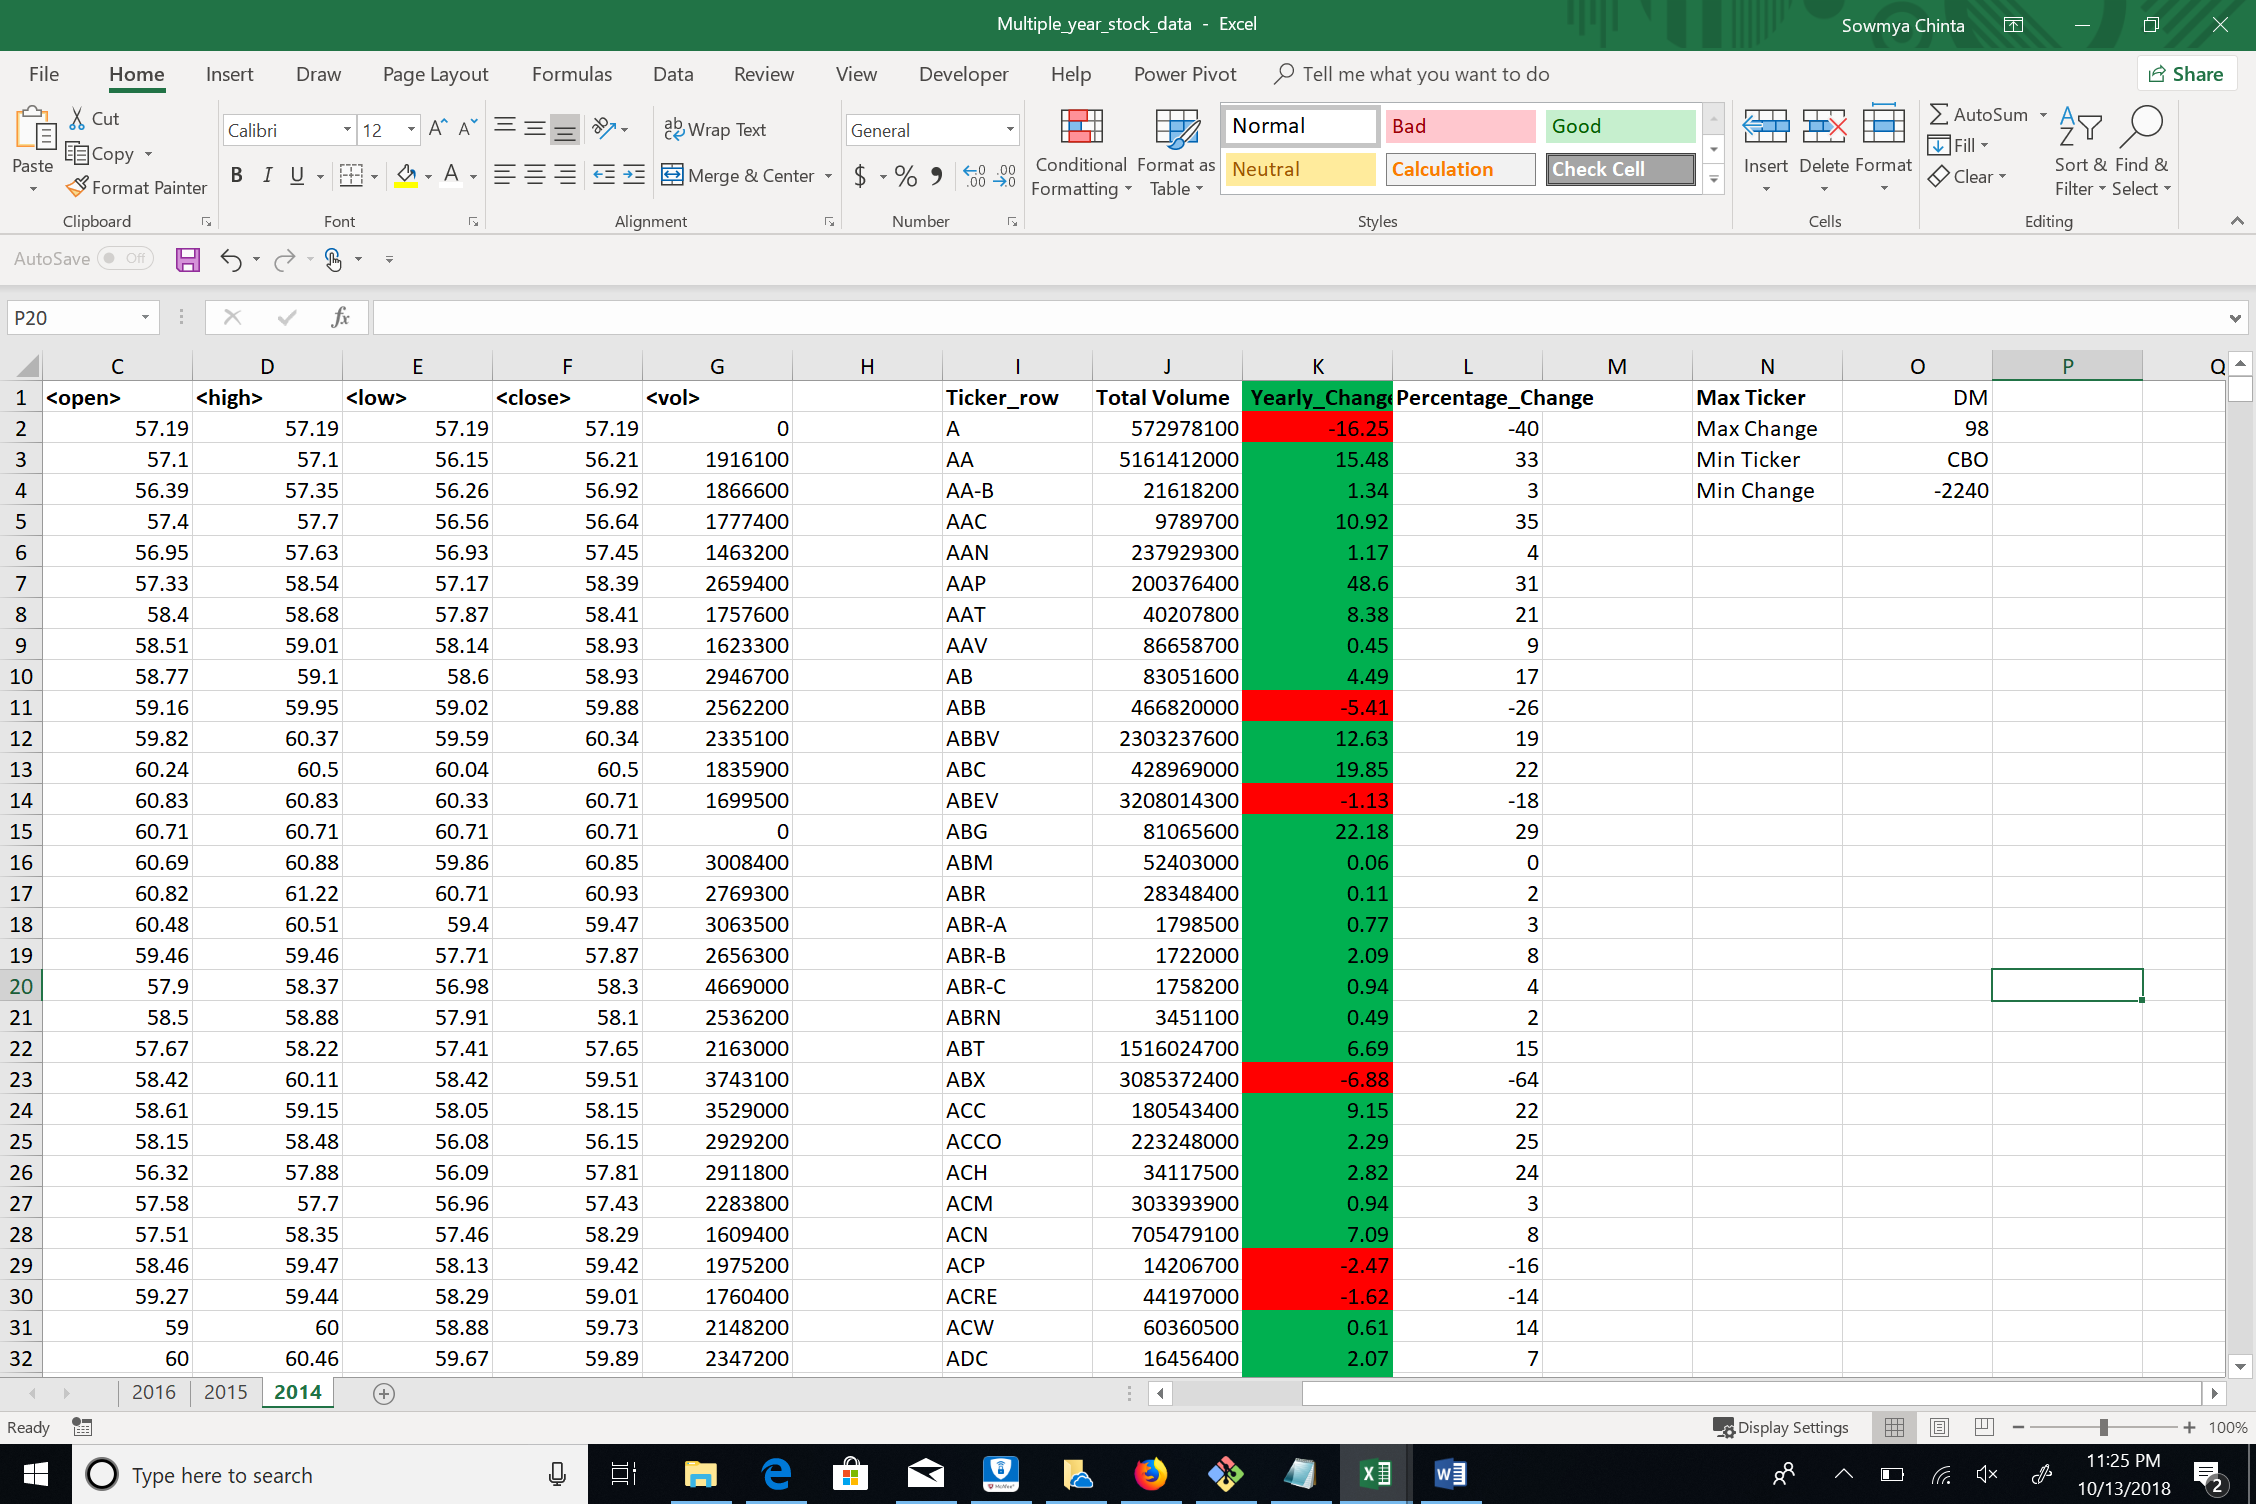 Multiple_year_stock_data - Excel
Sowmya Chinta
File Home Insert Draw Page Layout Formulas Data Review View Developer Help Power Pivot Tell me what you want to do Share
Cut
Copy
Format Painter
Paste
Clipboard
Calibri 12
B I U
Font
Wrap Text
Merge & Center
Alignment
General
$ % 9
Number
Conditional Formatting
Format as Table
Normal Bad Good
Neutral Calculation Check Cell
Styles
Insert Delete Format
Cells
AutoSum
Fill
Clear
Sort & Filter
Find & Select
Editing
AutoSave Off
P20
fx
C D E F G H I J K L M N O P Q
1 <open> <high> <low> <close> <vol> Ticker_row Total Volume Yearly_Change Percentage_Change Max Ticker DM
2 57.19 57.19 57.19 57.19 0 A 572978100 -16.25 -40 Max Change 98
3 57.1 57.1 56.15 56.21 1916100 AA 5161412000 15.48 33 Min Ticker CBO
4 56.39 57.35 56.26 56.92 1866600 AA-B 21618200 1.34 3 Min Change -2240
5 57.4 57.7 56.56 56.64 1777400 AAC 9789700 10.92 35
6 56.95 57.63 56.93 57.45 1463200 AAN 237929300 1.17 4
7 57.33 58.54 57.17 58.39 2659400 AAP 200376400 48.6 31
8 58.4 58.68 57.87 58.41 1757600 AAT 40207800 8.38 21
9 58.51 59.01 58.14 58.93 1623300 AAV 86658700 0.45 9
10 58.77 59.1 58.6 58.93 2946700 AB 83051600 4.49 17
11 59.16 59.95 59.02 59.88 2562200 ABB 466820000 -5.41 -26
12 59.82 60.37 59.59 60.34 2335100 ABBV 2303237600 12.63 19
13 60.24 60.5 60.04 60.5 1835900 ABC 428969000 19.85 22
14 60.83 60.83 60.33 60.71 1699500 ABEV 3208014300 -1.13 -18
15 60.71 60.71 60.71 60.71 0 ABG 81065600 22.18 29
16 60.69 60.88 59.86 60.85 3008400 ABM 52403000 0.06 0
17 60.82 61.22 60.71 60.93 2769300 ABR 28348400 0.11 2
18 60.48 60.51 59.4 59.47 3063500 ABR-A 1798500 0.77 3
19 59.46 59.46 57.71 57.87 2656300 ABR-B 1722000 2.09 8
20 57.9 58.37 56.98 58.3 4669000 ABR-C 1758200 0.94 4
21 58.5 58.88 57.91 58.1 2536200 ABRN 3451100 0.49 2
22 57.67 58.22 57.41 57.65 2163000 ABT 1516024700 6.69 15
23 58.42 60.11 58.42 59.51 3743100 ABX 3085372400 -6.88 -64
24 58.61 59.15 58.05 58.15 3529000 ACC 180543400 9.15 22
25 58.15 58.48 56.08 56.15 2929200 ACCO 223248000 2.29 25
26 56.32 57.88 56.09 57.81 2911800 ACH 34117500 2.82 24
27 57.58 57.7 56.96 57.43 2283800 ACM 303393900 0.94 3
28 57.51 58.35 57.46 58.29 1609400 ACN 705479100 7.09 8
29 58.46 59.47 58.13 59.42 1975200 ACP 14206700 -2.47 -16
30 59.27 59.44 58.29 59.01 1760400 ACRE 44197000 -1.62 -14
31 59 60 58.88 59.73 2148200 ACW 60360500 0.61 14
32 60 60.46 59.67 59.89 2347200 ADC 16456400 2.07 7
2016 2015 2014
Ready Display Settings 100%
Type here to search
11:25 PM
10/13/2018
2